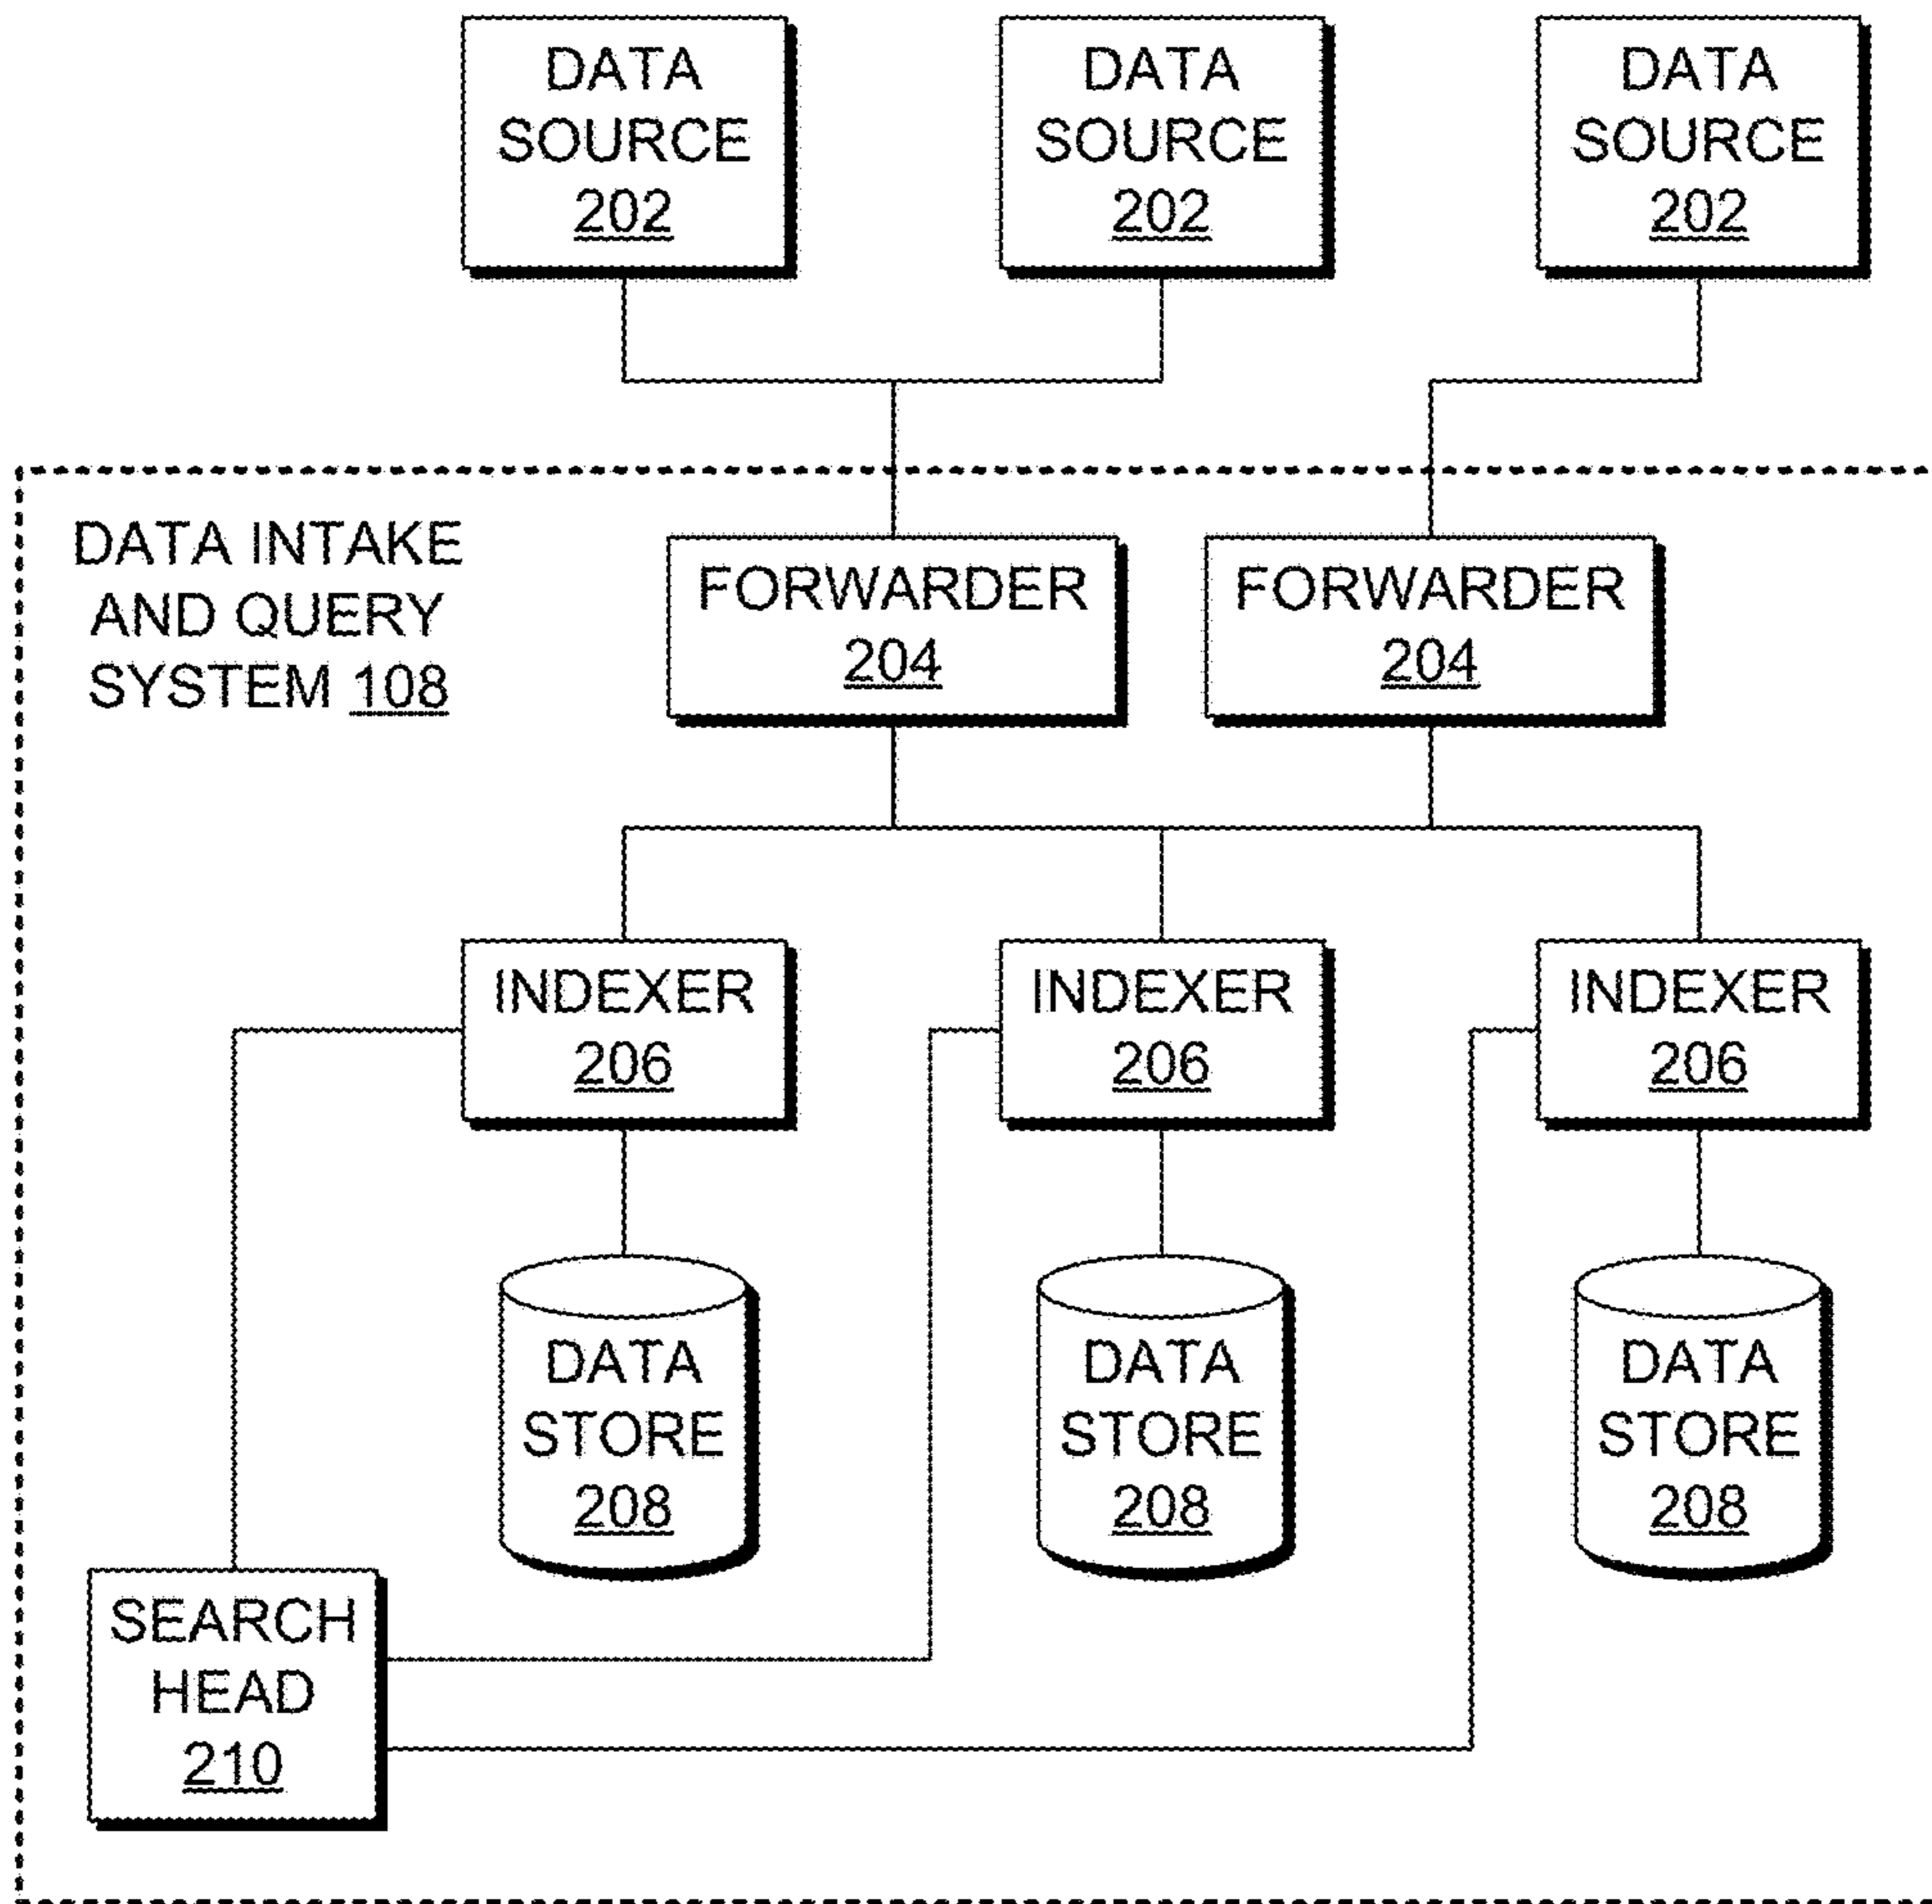 DATA
SOURCE
202
DATA
SOURCE
202
DATA
SOURCE
202
DATA INTAKE
AND QUERY
SYSTEM 108
FORWARDER
204
FORWARDER
204
INDEXER
206
INDEXER
206
INDEXER
206
DATA
STORE
208
DATA
STORE
208
DATA
STORE
208
SEARCH
HEAD
210